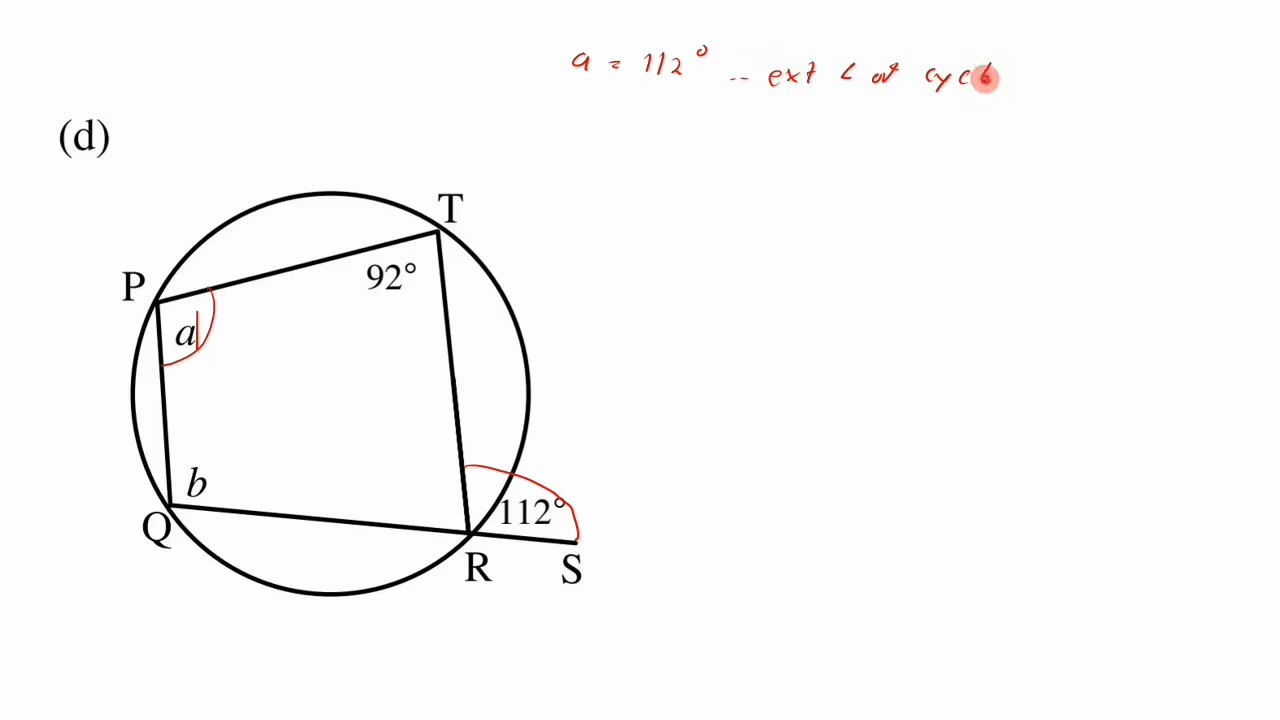 a = 112° -- ext < of cyc
(d)
T
92°
P
a
b
112°
Q
R
S